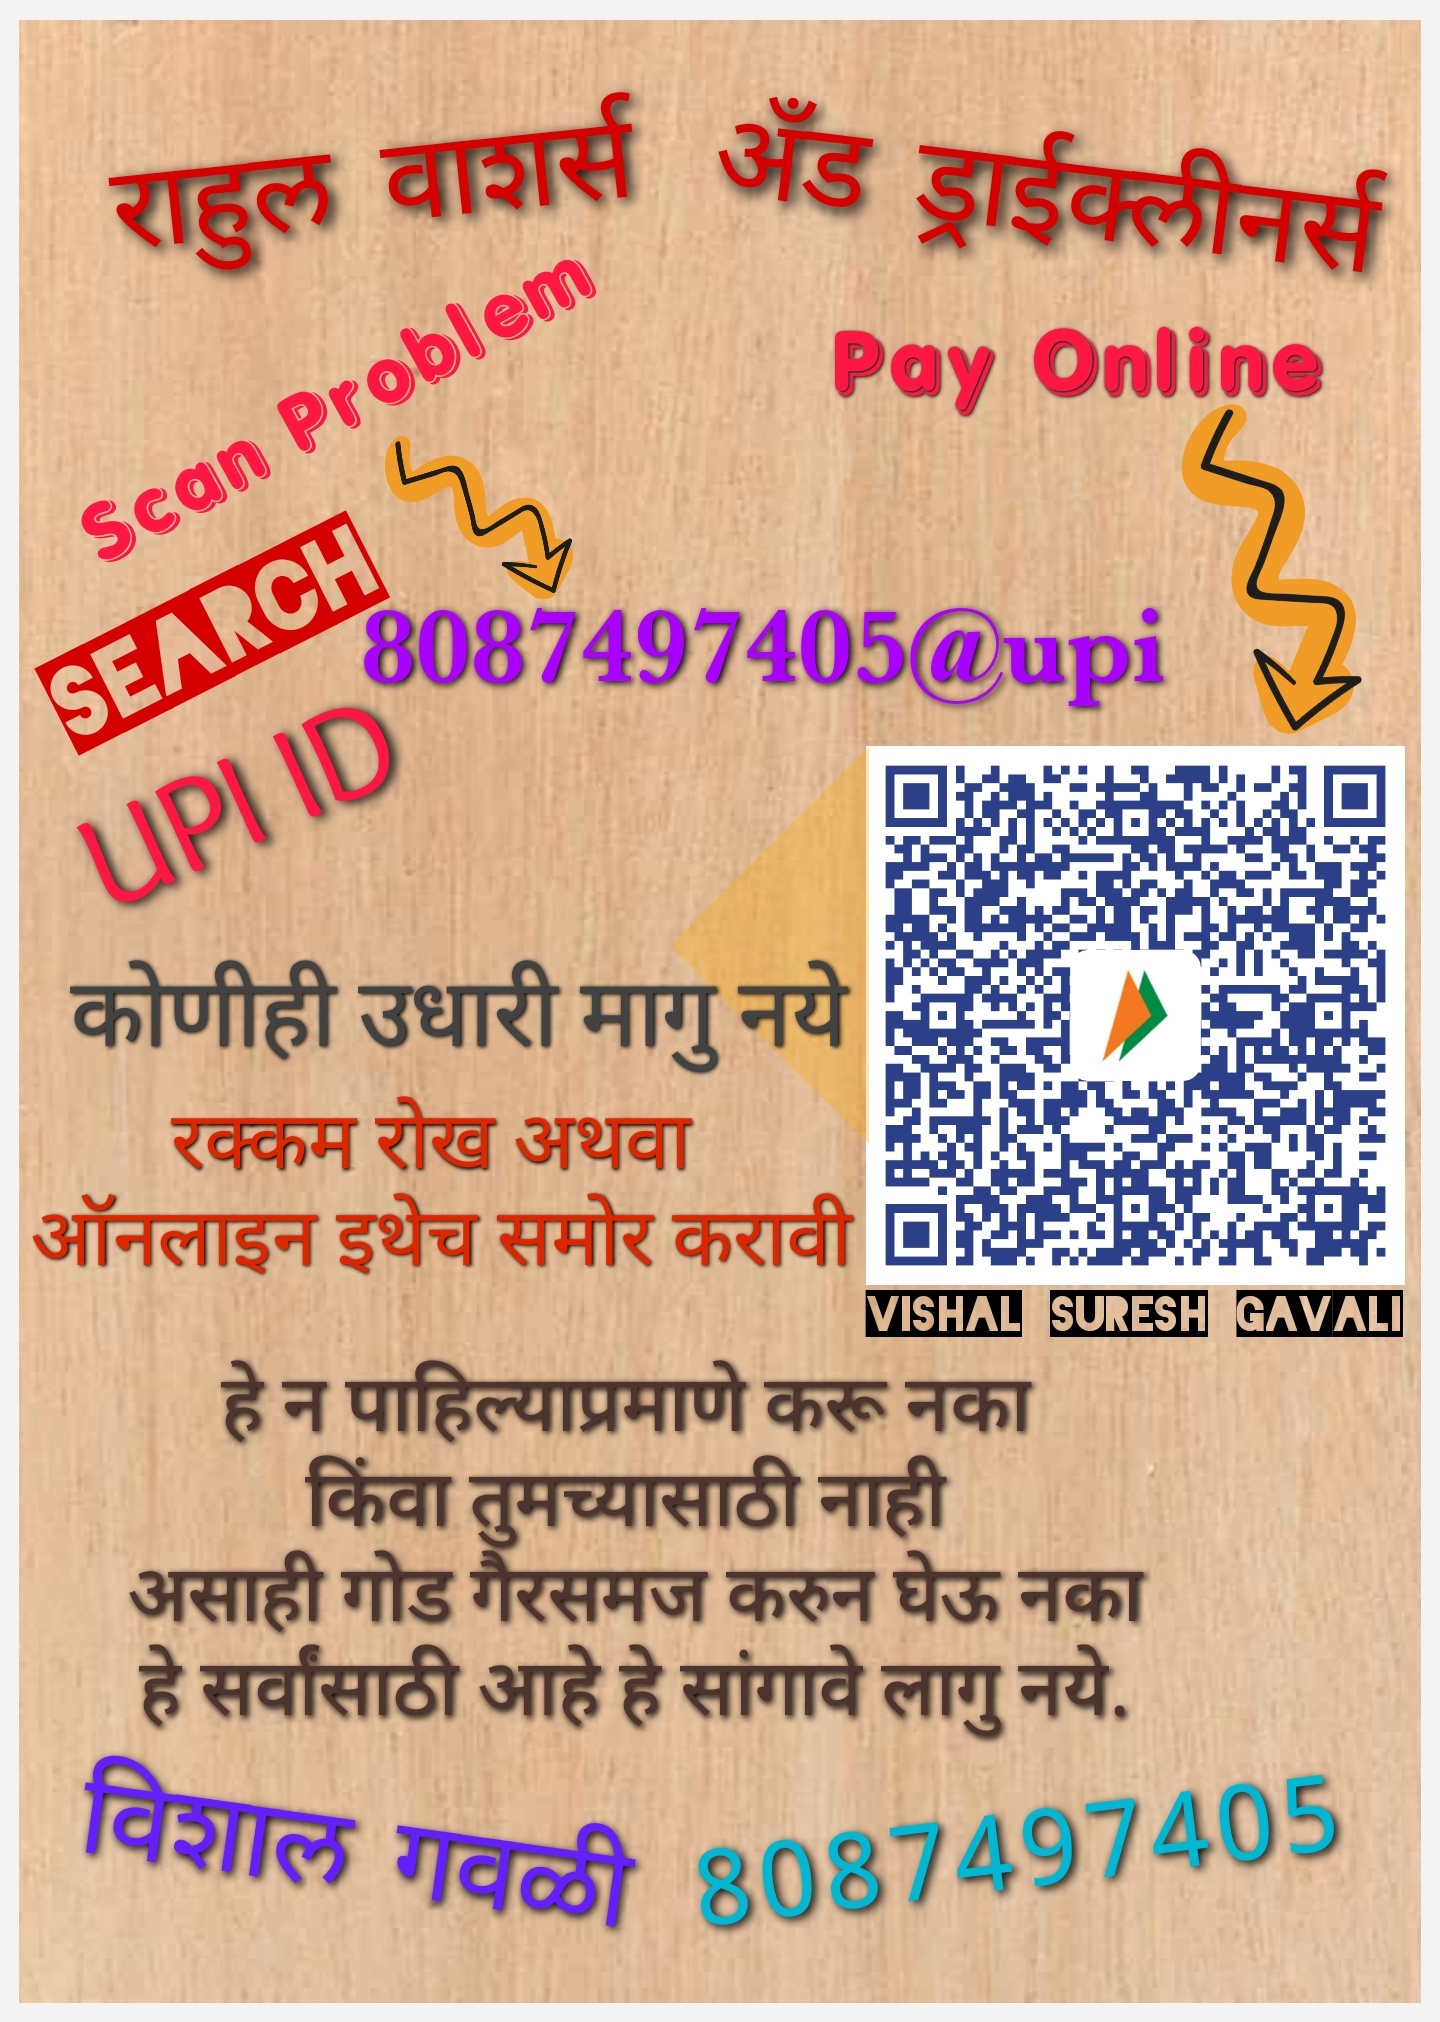 राहुल वाशर्स अँड ड्राईक्लीनर्स
Scan Problem
Pay Online
SEARCH
8087497405@upi
UPI ID
कोणीही उधारी मागु नये
रक्कम रोख अथवा
ऑनलाइन इथेच समोर करावी
VISHAL SURESH GAVALI
हे न पाहिल्याप्रमाणे करू नका
किंवा तुमच्यासाठी नाही
असाही गोड गैरसमज करुन घेऊ नका
हे सर्वांसाठी आहे हे सांगावे लागु नये.
विशाल गवळी 8087497405